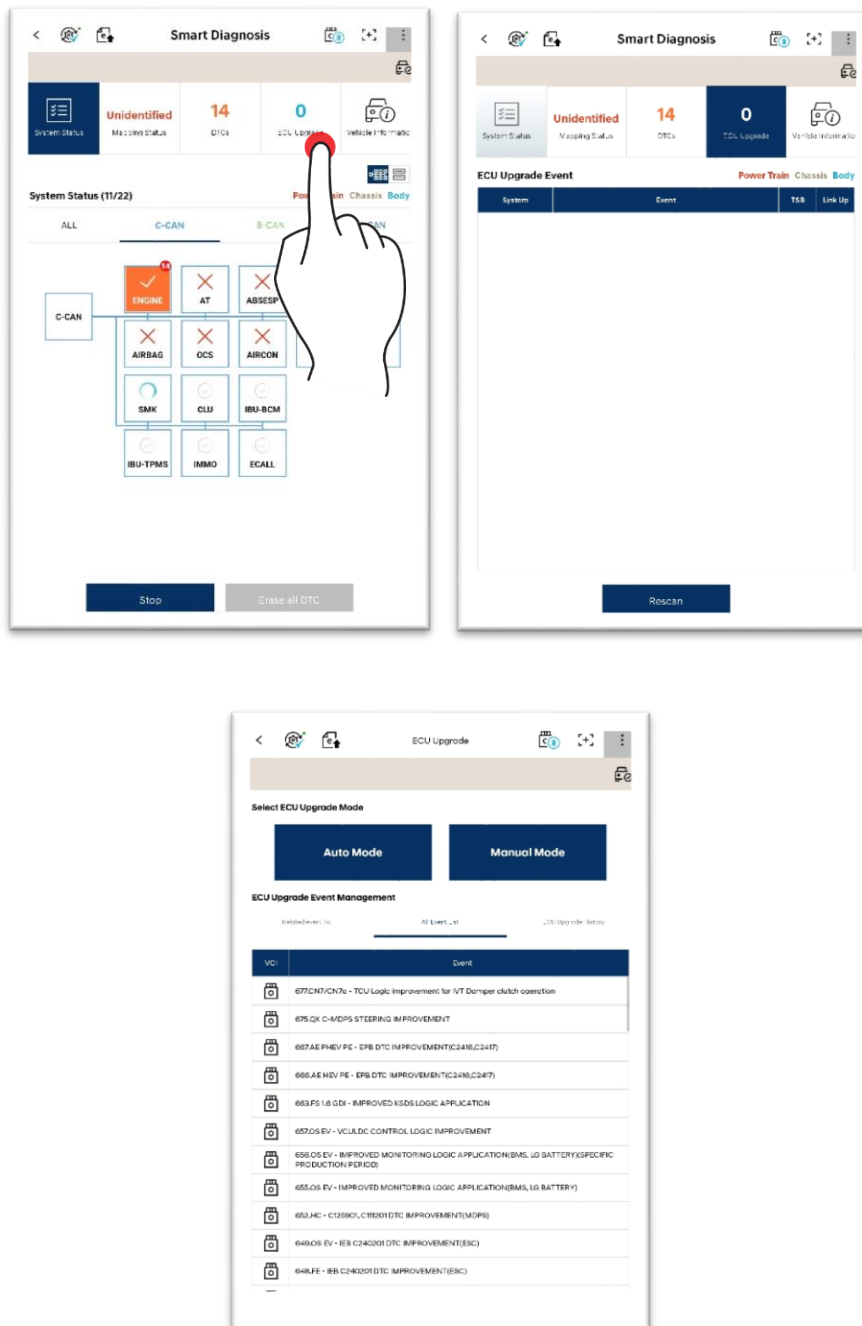 Smart Diagnosis
Unidentified 14 0
System Status Mapping Status DTCs ECU Upgrade Vehicle Informatic
System Status (11/22) Power Train Chassis Body
ALL C-CAN B-CAN CAN
14
ENGINE AT ABSESP
C-CAN
AIRBAG OCS AIRCON
SMK CLU IBU-BCM
IBU-TPMS IMMO ECALL
Stop Erase all DTC
Smart Diagnosis
Unidentified 14 0
System Status Mapping Status DTCs ECU Upgrade Vehicle Informatic
ECU Upgrade Event Power Train Chassis Body
System Event TSB Link Up
Rescan
ECU Upgrade
Select ECU Upgrade Mode
Auto Mode Manual Mode
ECU Upgrade Event Management
Related event list All Event List ECU Upgrade History
VCI Event
677.CN7/CN7a - TCU Logic improvement for IVT Damper clutch operation
675.QX C-MDPS STEERING IMPROVEMENT
667.AE PHEV PE - EPB DTC IMPROVEMENT(C2416,C2417)
666.AE HEV PE - EPB DTC IMPROVEMENT(C2416,C2417)
663.FS 1.6 GDI - IMPROVED KSDS LOGIC APPLICATION
657.OS EV - VCU,LDC CONTROL LOGIC IMPROVEMENT
656.OS EV - IMPROVED MONITORING LOGIC APPLICATION(BMS, LG BATTERY)(SPECIFIC
PRODUCTION PERIOD)
655.OS EV - IMPROVED MONITORING LOGIC APPLICATION(BMS, LG BATTERY)
652.HC - C125901, C111201 DTC IMPROVEMENT(MDPS)
649.OS EV - IEB C240201 DTC IMPROVEMENT(ESC)
648.FE - IEB C240201 DTC IMPROVEMENT(ESC)